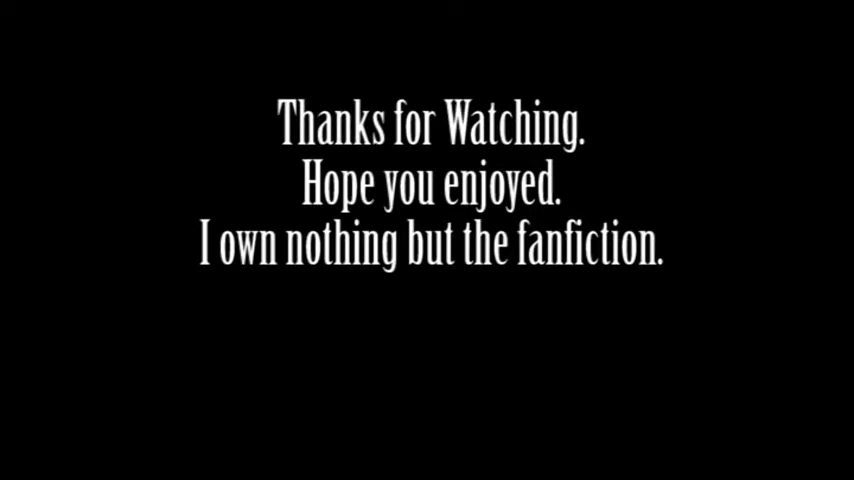 Thanks for Watching.
Hope you enjoyed.
I own nothing but the fanfiction.